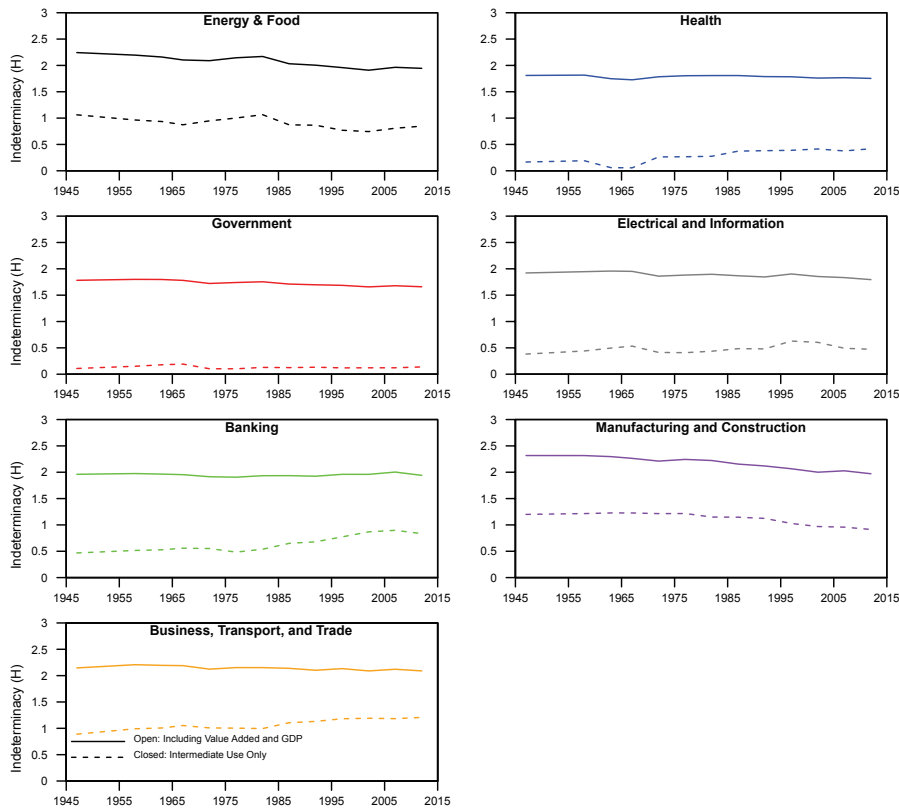 Energy & Food
Indeterminacy (H)
3
2.5
2
1.5
1
0.5
0
1945 1955 1965 1975 1985 1995 2005 2015
Health
3
2.5
2
1.5
1
0.5
0
1945 1955 1965 1975 1985 1995 2005 2015
Government
Indeterminacy (H)
3
2.5
2
1.5
1
0.5
0
1945 1955 1965 1975 1985 1995 2005 2015
Electrical and Information
3
2.5
2
1.5
1
0.5
0
1945 1955 1965 1975 1985 1995 2005 2015
Banking
Indeterminacy (H)
3
2.5
2
1.5
1
0.5
0
1945 1955 1965 1975 1985 1995 2005 2015
Manufacturing and Construction
3
2.5
2
1.5
1
0.5
0
1945 1955 1965 1975 1985 1995 2005 2015
Business, Transport, and Trade
Indeterminacy (H)
3
2.5
2
1.5
1
0.5
0
Open: Including Value Added and GDP
Closed: Intermediate Use Only
1945 1955 1965 1975 1985 1995 2005 2015